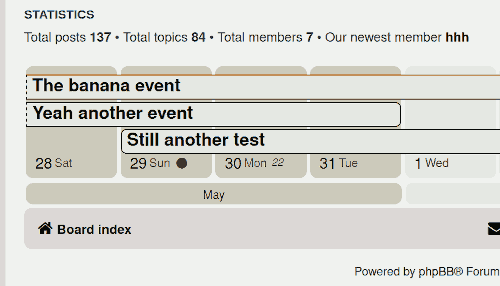 STATISTICS
Total posts 137 • Total topics 84 • Total members 7 • Our newest member hhh
The banana event
Yeah another event
Still another test
28 Sat 29 Sun 30 Mon 22 31 Tue 1 Wed
May
Board index
Powered by phpBB® Forum